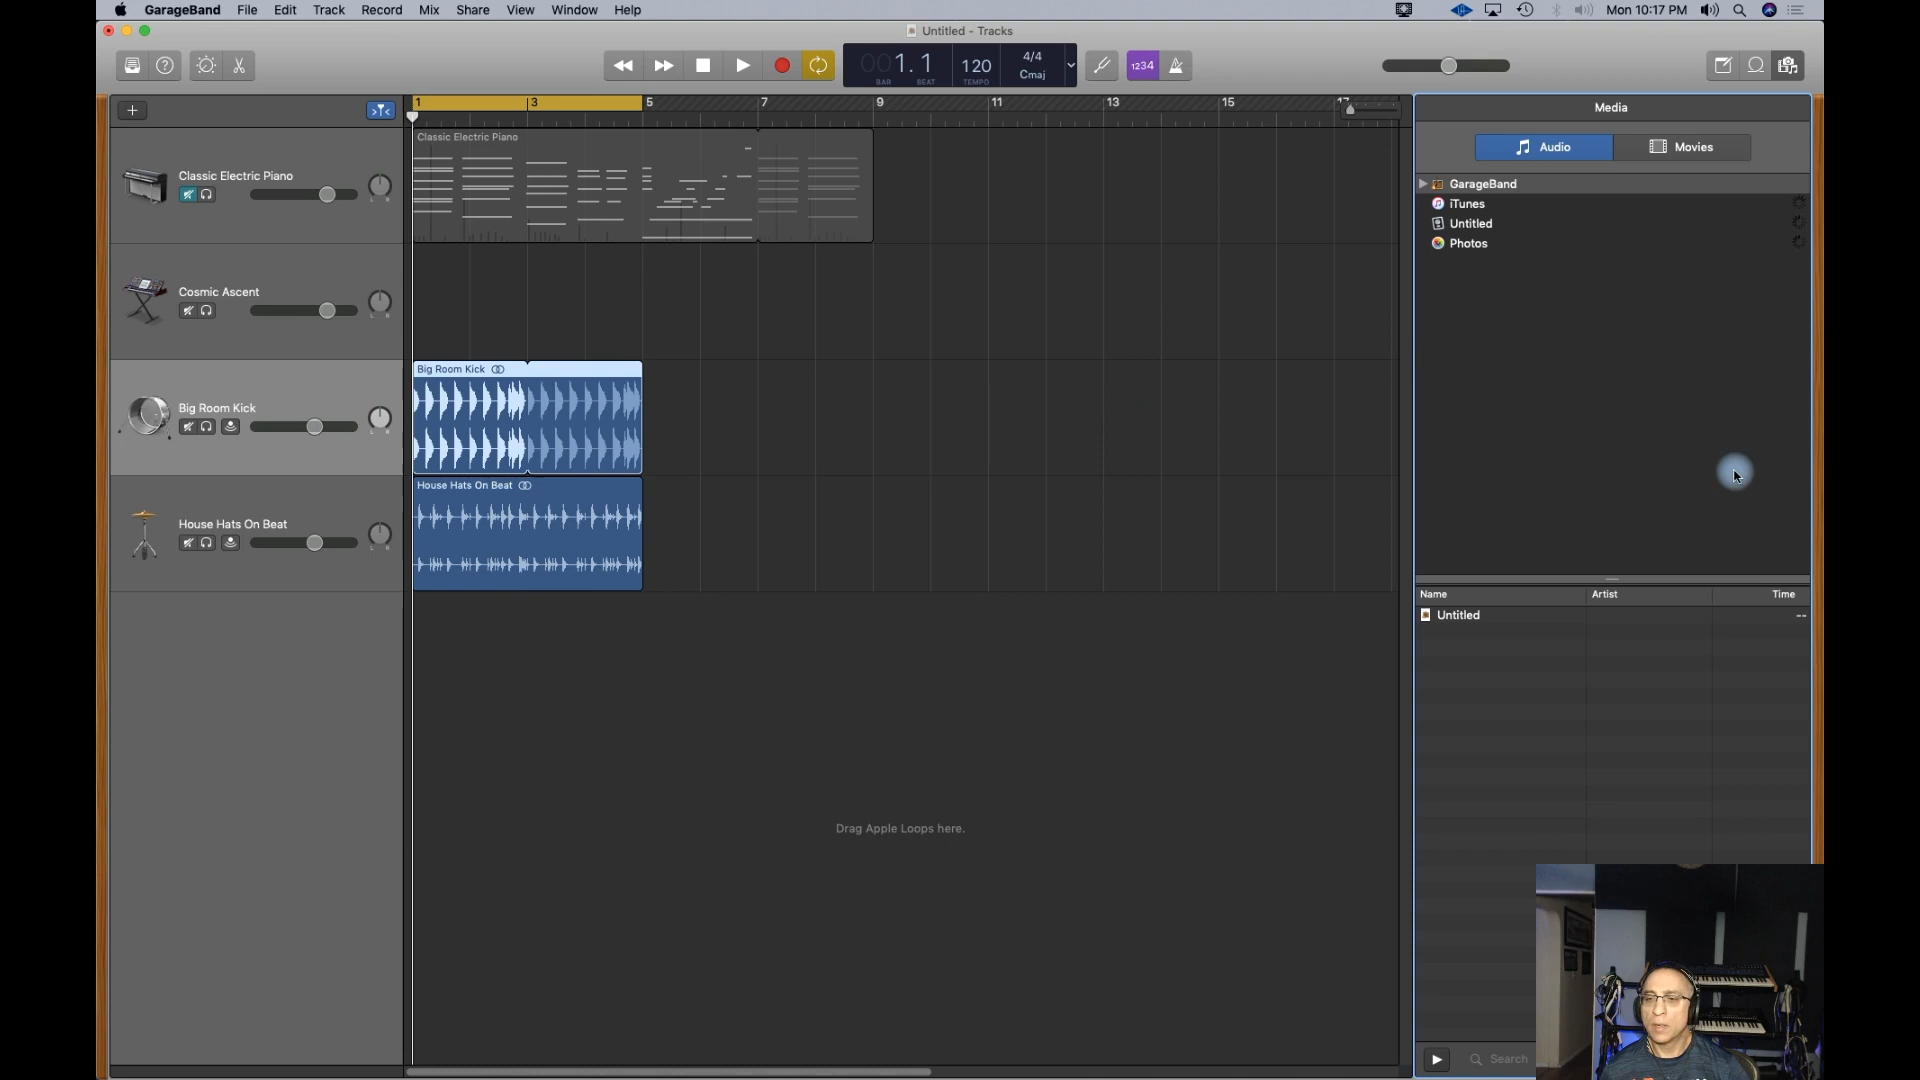 GarageBand File Edit Track Record Mix Share View Window Help
Mon 10:17 PM
Untitled - Tracks
001.1
BAR BEAT
120
TEMPO
4/4
Cmaj
1234
1 3 5 7 9 11 13 15 17
Media
Audio Movies
GarageBand
iTunes
Untitled
Photos
Classic Electric Piano
L R
Classic Electric Piano
Cosmic Ascent
L R
Big Room Kick
L R
Big Room Kick
House Hats On Beat
L R
House Hats On Beat
Drag Apple Loops here.
Name Artist Time
Untitled --
Search